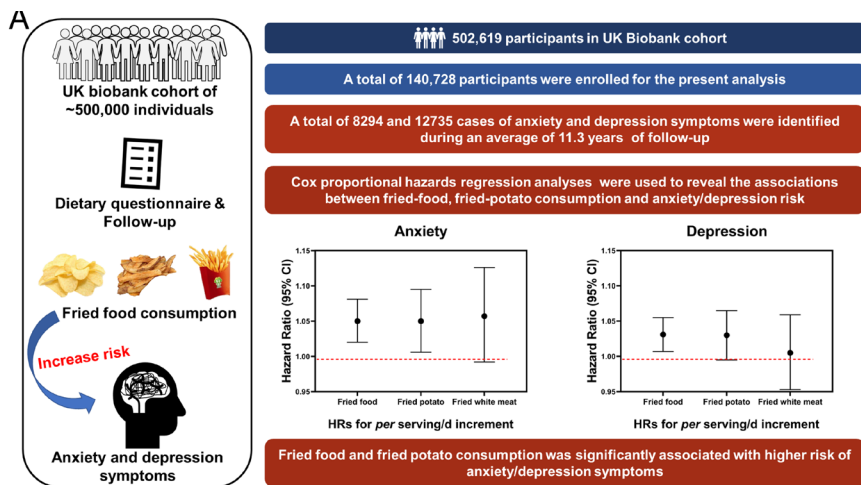 A
UK biobank cohort of
~500,000 individuals
Dietary questionnaire &
Follow-up
Fried food consumption
Increase risk
Anxiety and depression
symptoms
502,619 participants in UK Biobank cohort
A total of 140,728 participants were enrolled for the present analysis
A total of 8294 and 12735 cases of anxiety and depression symptoms were identified
during an average of 11.3 years of follow-up
Cox proportional hazards regression analyses were used to reveal the associations
between fried-food, fried-potato consumption and anxiety/depression risk
Anxiety
Hazard Ratio (95% CI)
1.15
1.10
1.05
1.00
0.95
Fried food Fried potato Fried white meat
HRs for per serving/d increment
Depression
Hazard Ratio (95% CI)
1.15
1.10
1.05
1.00
0.95
Fried food Fried potato Fried white meat
HRs for per serving/d increment
Fried food and fried potato consumption was significantly associated with higher risk of
anxiety/depression symptoms